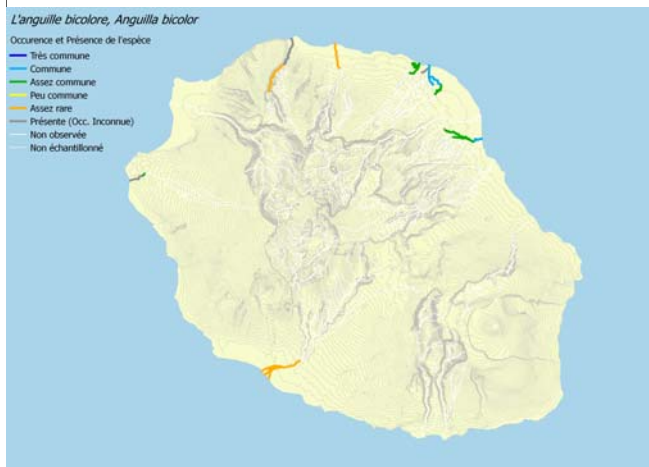 L'anguille bicolore, Anguilla bicolor
Occurence et Présence de l'espèce
Très commune
Commune
Assez commune
Peu commune
Assez rare
Présente (Occ. Inconnue)
Non observée
Non échantillonné